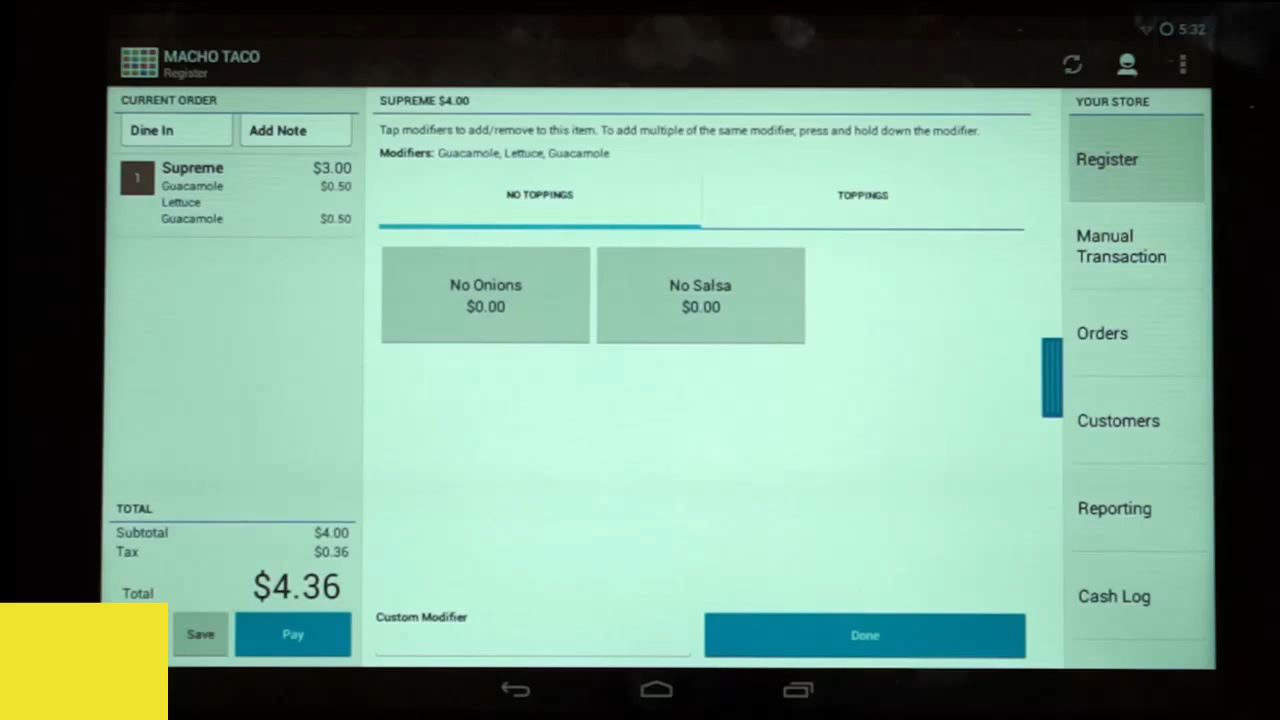 5:32
MACHO TACO
Register
CURRENT ORDER
Dine In
Add Note
1
Supreme $3.00
Guacamole $0.50
Lettuce
Guacamole $0.50
TOTAL
Subtotal $4.00
Tax $0.36
Total $4.36
Save
Pay
SUPREME $4.00
Tap modifiers to add/remove to this item. To add multiple of the same modifier, press and hold down the modifier.
Modifiers: Guacamole, Lettuce, Guacamole
NO TOPPINGS
TOPPINGS
No Onions
$0.00
No Salsa
$0.00
Custom Modifier
Done
YOUR STORE
Register
Manual
Transaction
Orders
Customers
Reporting
Cash Log